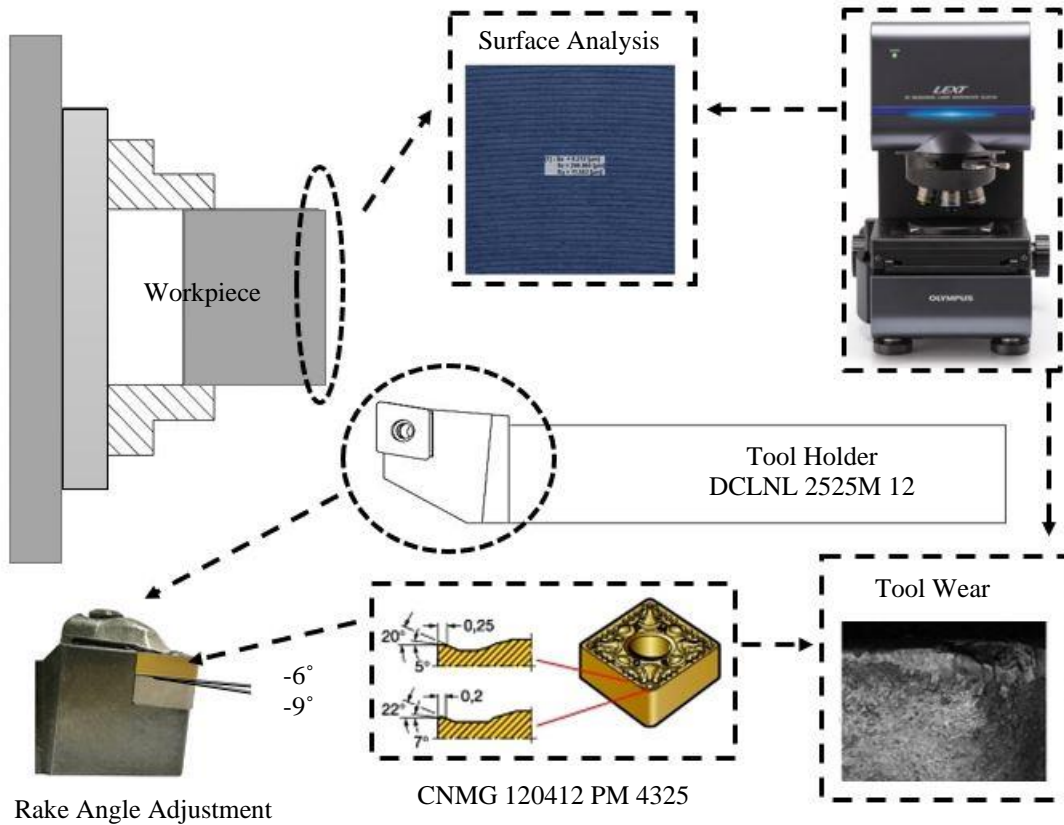 Surface Analysis
LEXT
OLYMPUS
Workpiece
Tool Holder
DCLNL 2525M 12
Tool Wear
20°
0,25
5°
-6°
-9°
22°
0,2
7°
Rake Angle Adjustment
CNMG 120412 PM 4325